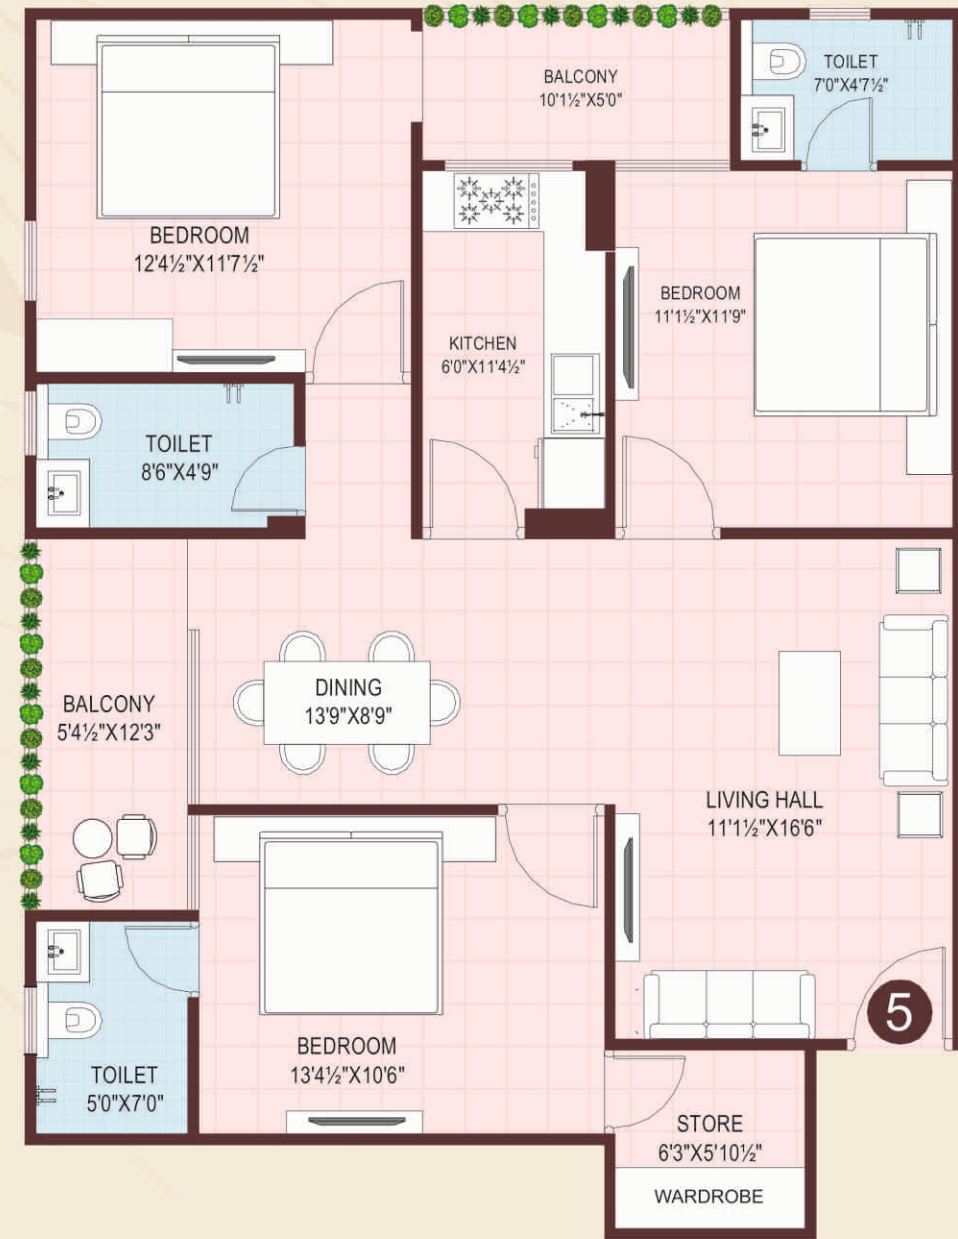 BALCONY
10'1½"X5'0"
TOILET
7'0"X4'7½"
BEDROOM
12'4½"X11'7½"
BEDROOM
11'1½"X11'9"
KITCHEN
6'0"X11'4½"
TOILET
8'6"X4'9"
BALCONY
5'4½"X12'3"
DINING
13'9"X8'9"
LIVING HALL
11'1½"X16'6"
5
BEDROOM
13'4½"X10'6"
TOILET
5'0"X7'0"
STORE
6'3"X5'10½"
WARDROBE